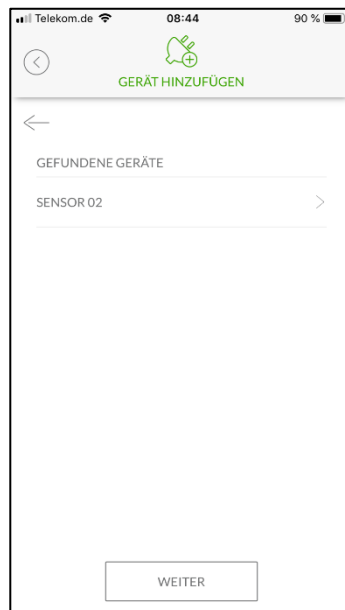 Telekom.de 08:44 90 %
GERÄT HINZUFÜGEN
GEFUNDENE GERÄTE
SENSOR 02
WEITER